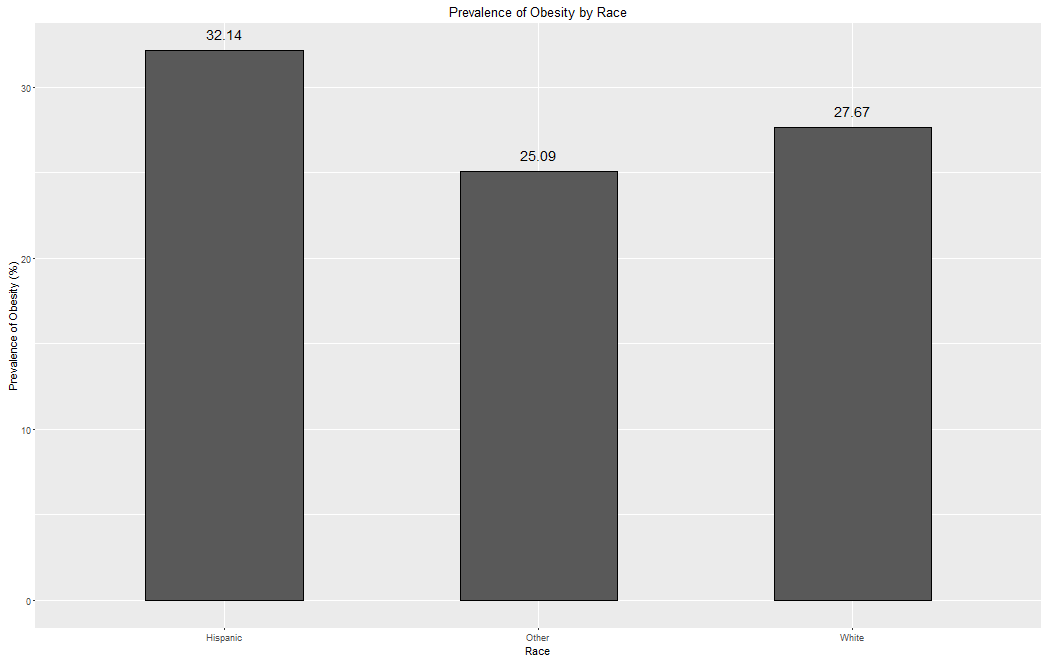 Prevalence of Obesity by Race
32.14
25.09
27.67
Prevalence of Obesity (%)
30
20
10
0
Hispanic
Other
White
Race